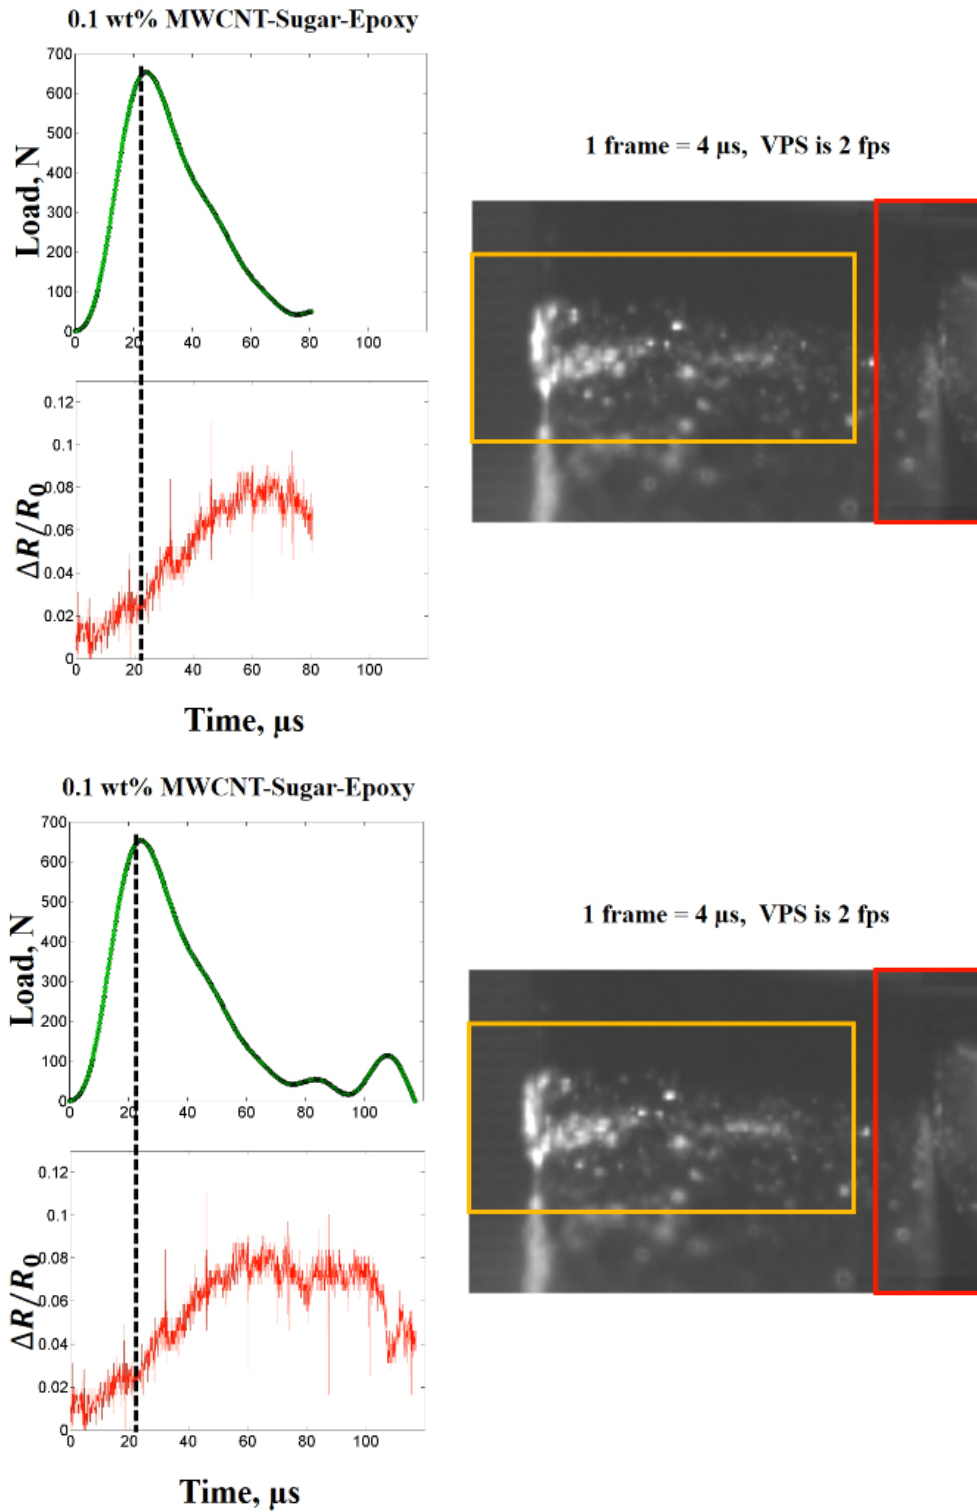 0.1 wt% MWCNT-Sugar-Epoxy
700
600
500
400
300
200
100
0
0 20 40 60 80 100
Load, N
1 frame = 4 µs, VPS is 2 fps
0.12
0.1
0.08
0.06
0.04
0.02
0
0 20 40 60 80 100
ΔR/R0
Time, µs
0.1 wt% MWCNT-Sugar-Epoxy
700
600
500
400
300
200
100
0
0 20 40 60 80 100
Load, N
1 frame = 4 µs, VPS is 2 fps
0.12
0.1
0.08
0.06
0.04
0.02
0
0 20 40 60 80 100
ΔR/R0
Time, µs